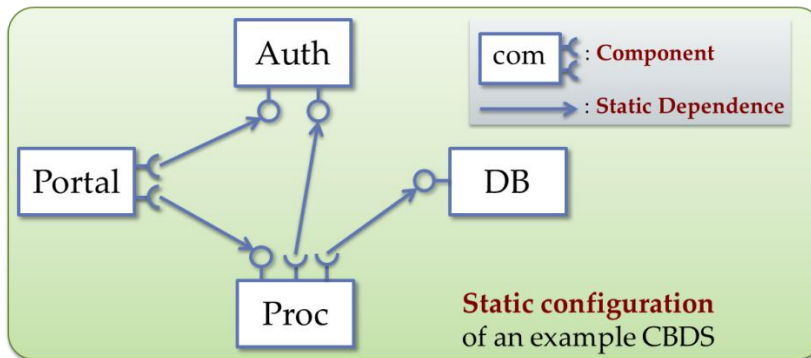 Auth
com
: Component
: Static Dependence
Portal
DB
Proc
Static configuration
of an example CBDS